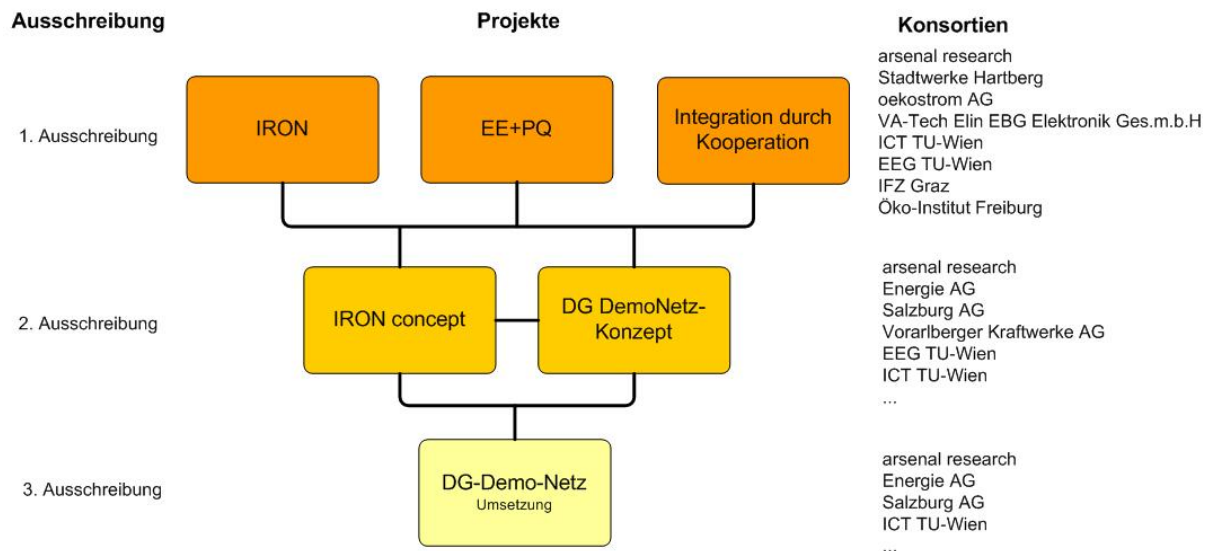 Ausschreibung
Projekte
Konsortien
1. Ausschreibung
IRON
EE+PQ
Integration durch
Kooperation
arsenal research
Stadtwerke Hartberg
oekostrom AG
VA-Tech Elin EBG Elektronik Ges.m.b.H
ICT TU-Wien
EEG TU-Wien
IFZ Graz
Öko-Institut Freiburg
2. Ausschreibung
IRON concept
DG DemoNetz-
Konzept
arsenal research
Energie AG
Salzburg AG
Vorarlberger Kraftwerke AG
EEG TU-Wien
ICT TU-Wien
...
3. Ausschreibung
DG-Demo-Netz
Umsetzung
arsenal research
Energie AG
Salzburg AG
ICT TU-Wien
...